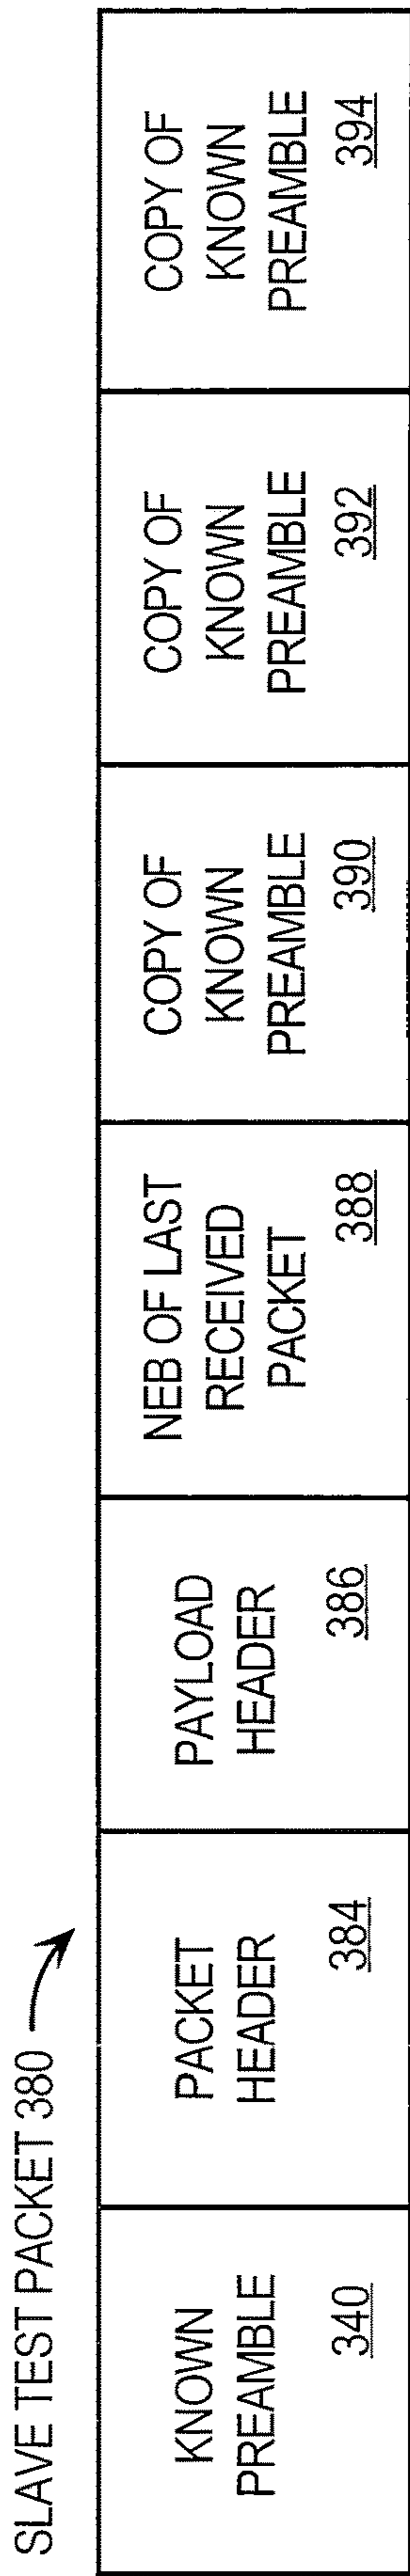 SLAVE TEST PACKET 380
KNOWN
PREAMBLE
340
PACKET
HEADER
384
PAYLOAD
HEADER
386
NEB OF LAST
RECEIVED
PACKET
388
COPY OF
KNOWN
PREAMBLE
390
COPY OF
KNOWN
PREAMBLE
392
COPY OF
KNOWN
PREAMBLE
394